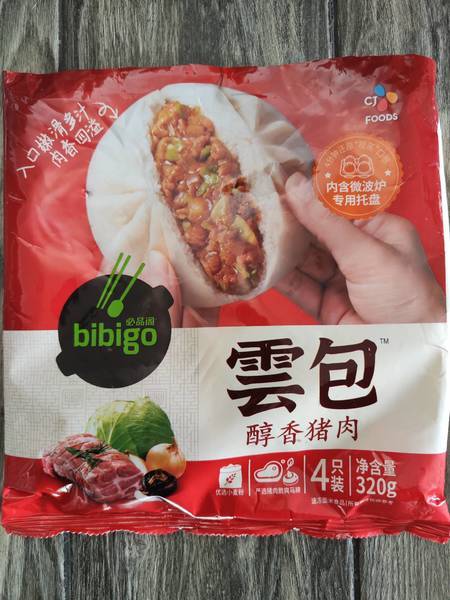 CJ
FOODS
入口嫩滑多汁
肉香四溢
内含微波炉
专用托盘
必品阁
bibigo
雲包™
醇香猪肉
优选小麦粉
4只装
净含量
320g